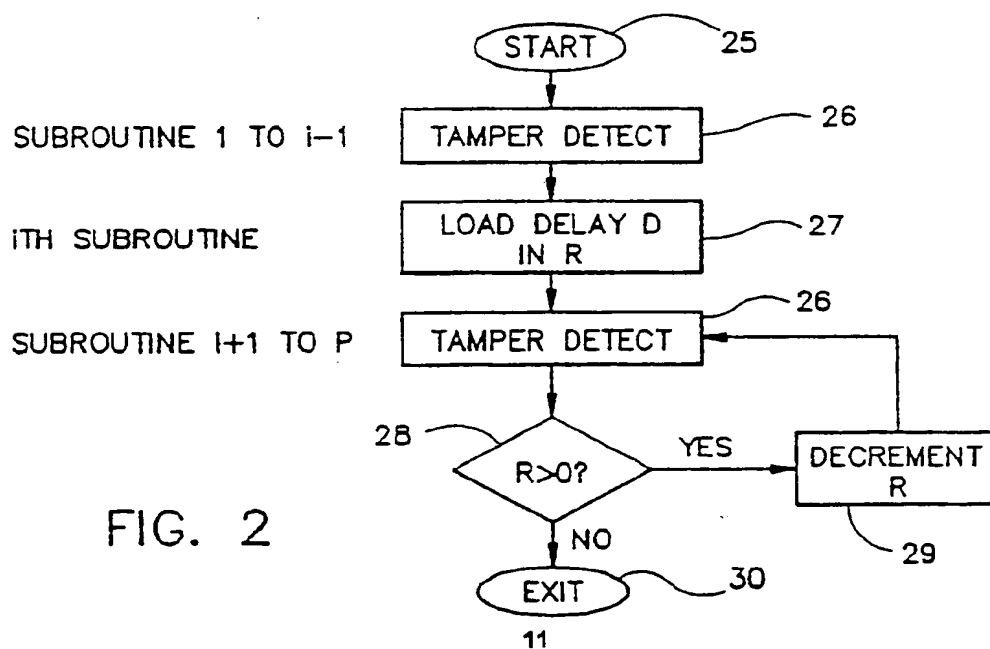 START
25
SUBROUTINE 1 TO i-1
TAMPER DETECT
26
iTH SUBROUTINE
LOAD DELAY D
IN R
27
SUBROUTINE i+1 TO P
TAMPER DETECT
26
28
R>0?
YES
DECREMENT
R
29
FIG. 2
NO
EXIT
30
11